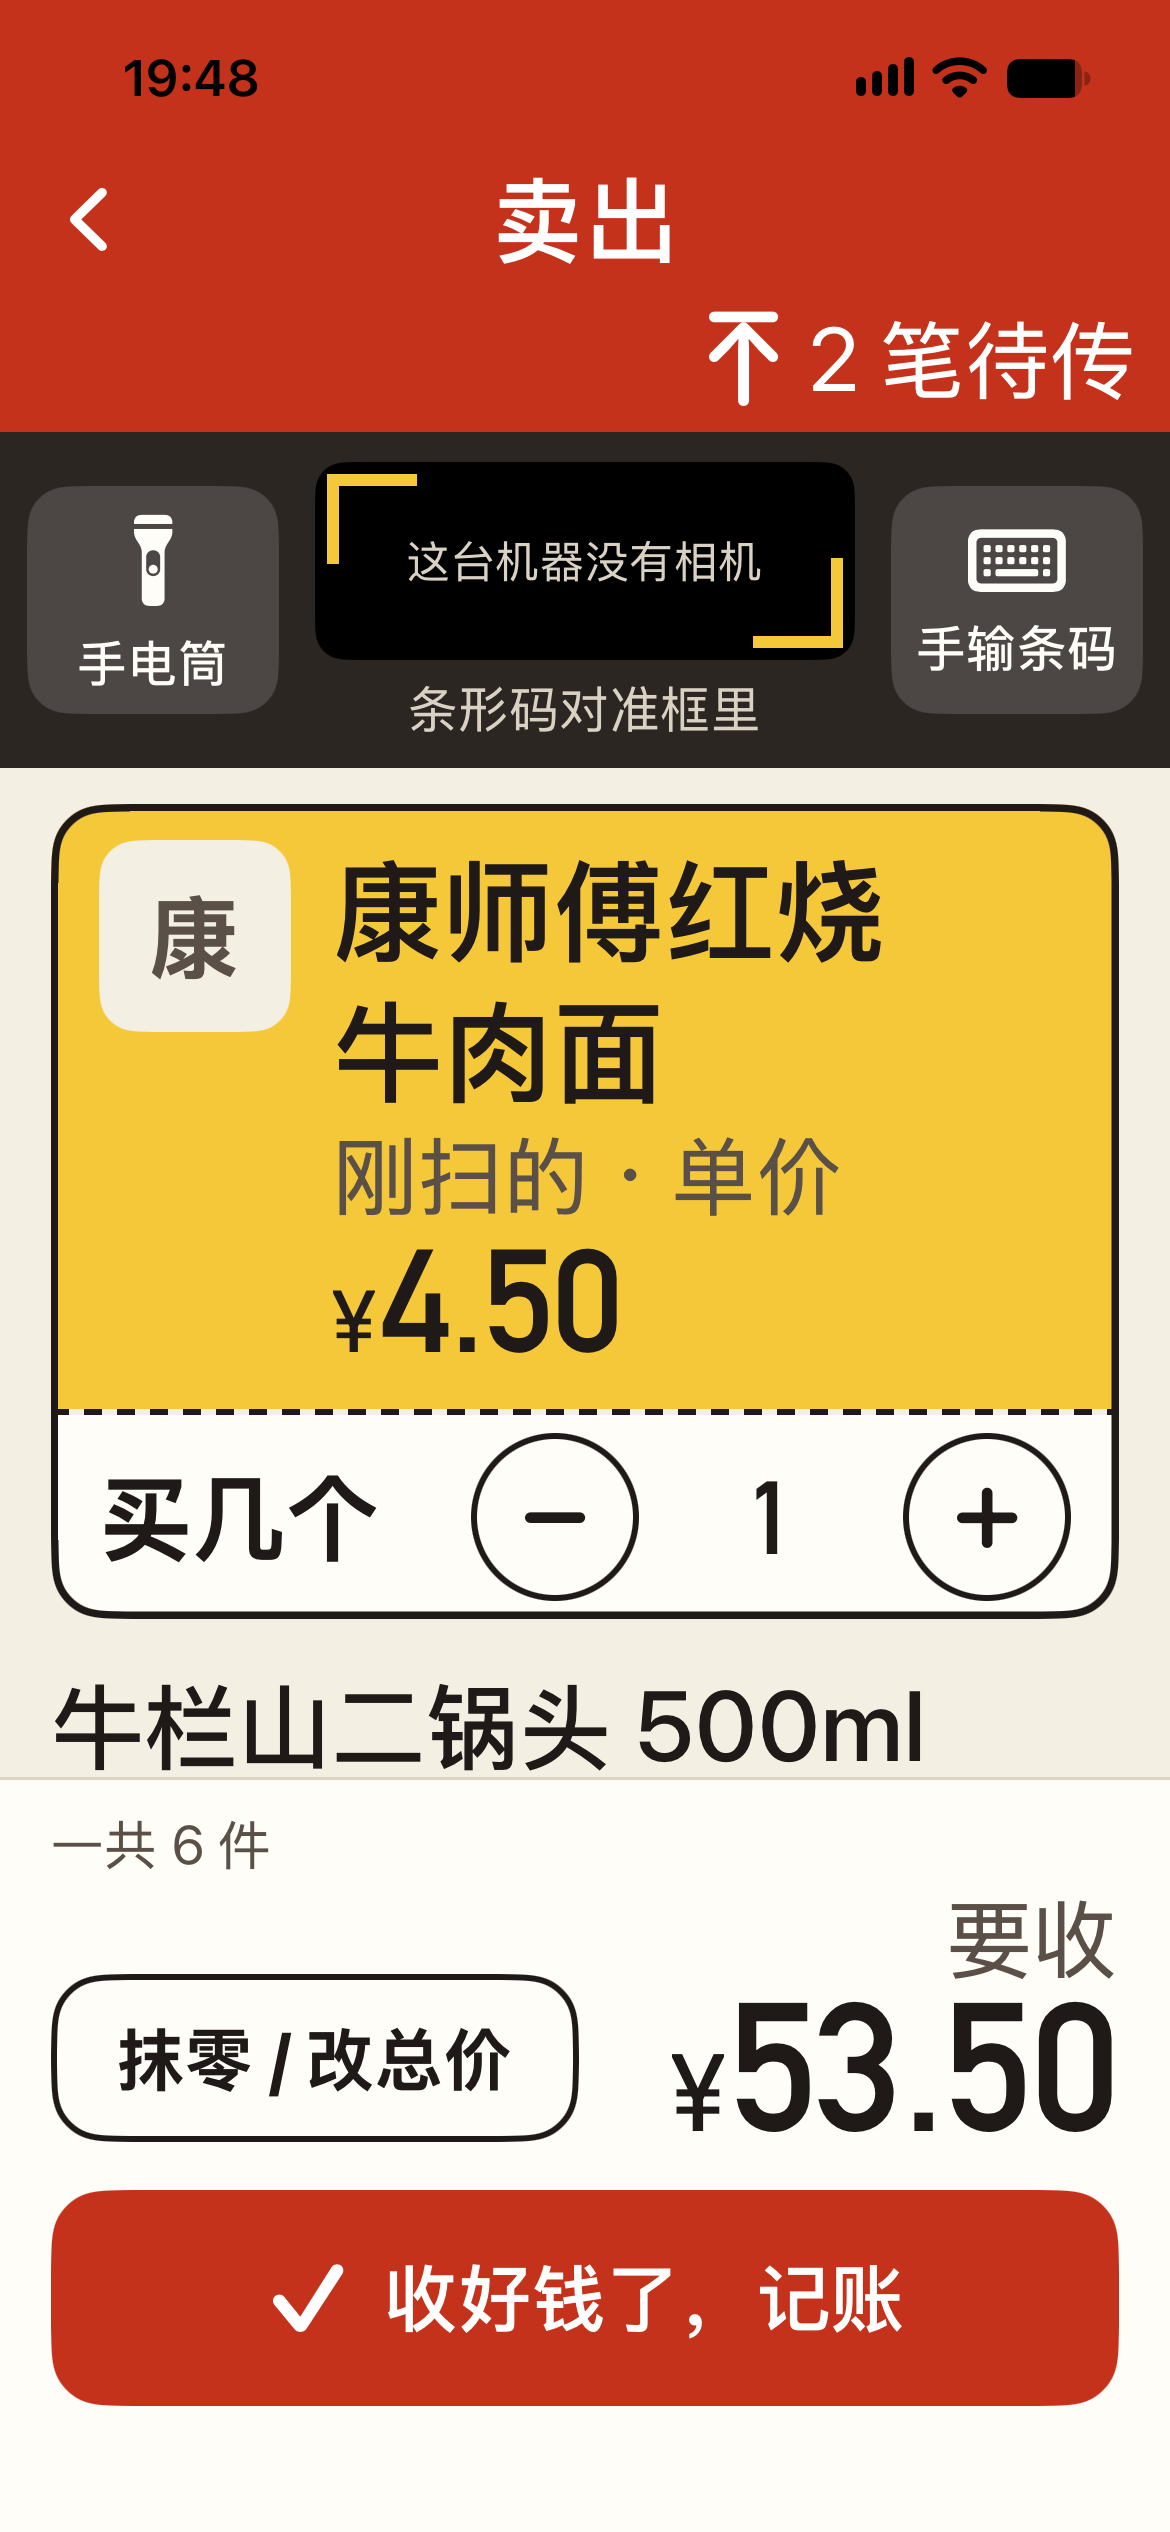 19:48
卖出
2 笔待传
手电筒
这台机器没有相机
条形码对准框里
手输条码
康
康师傅红烧
牛肉面
刚扫的 · 单价
¥4.50
买几个
1
牛栏山二锅头 500ml
一共 6 件
要收
抹零 / 改总价
¥53.50
收好钱了，记账